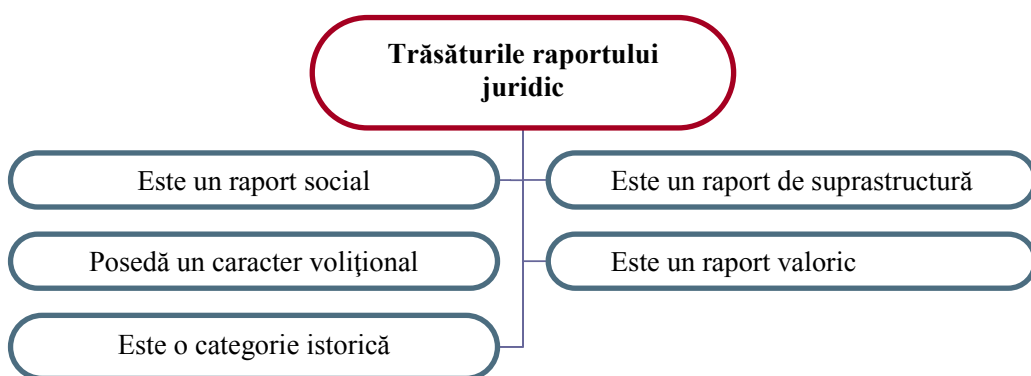 Trăsăturile raportului
juridic
Este un raport social
Este un raport de suprastructură
Posedă un caracter voliţional
Este un raport valoric
Este o categorie istorică